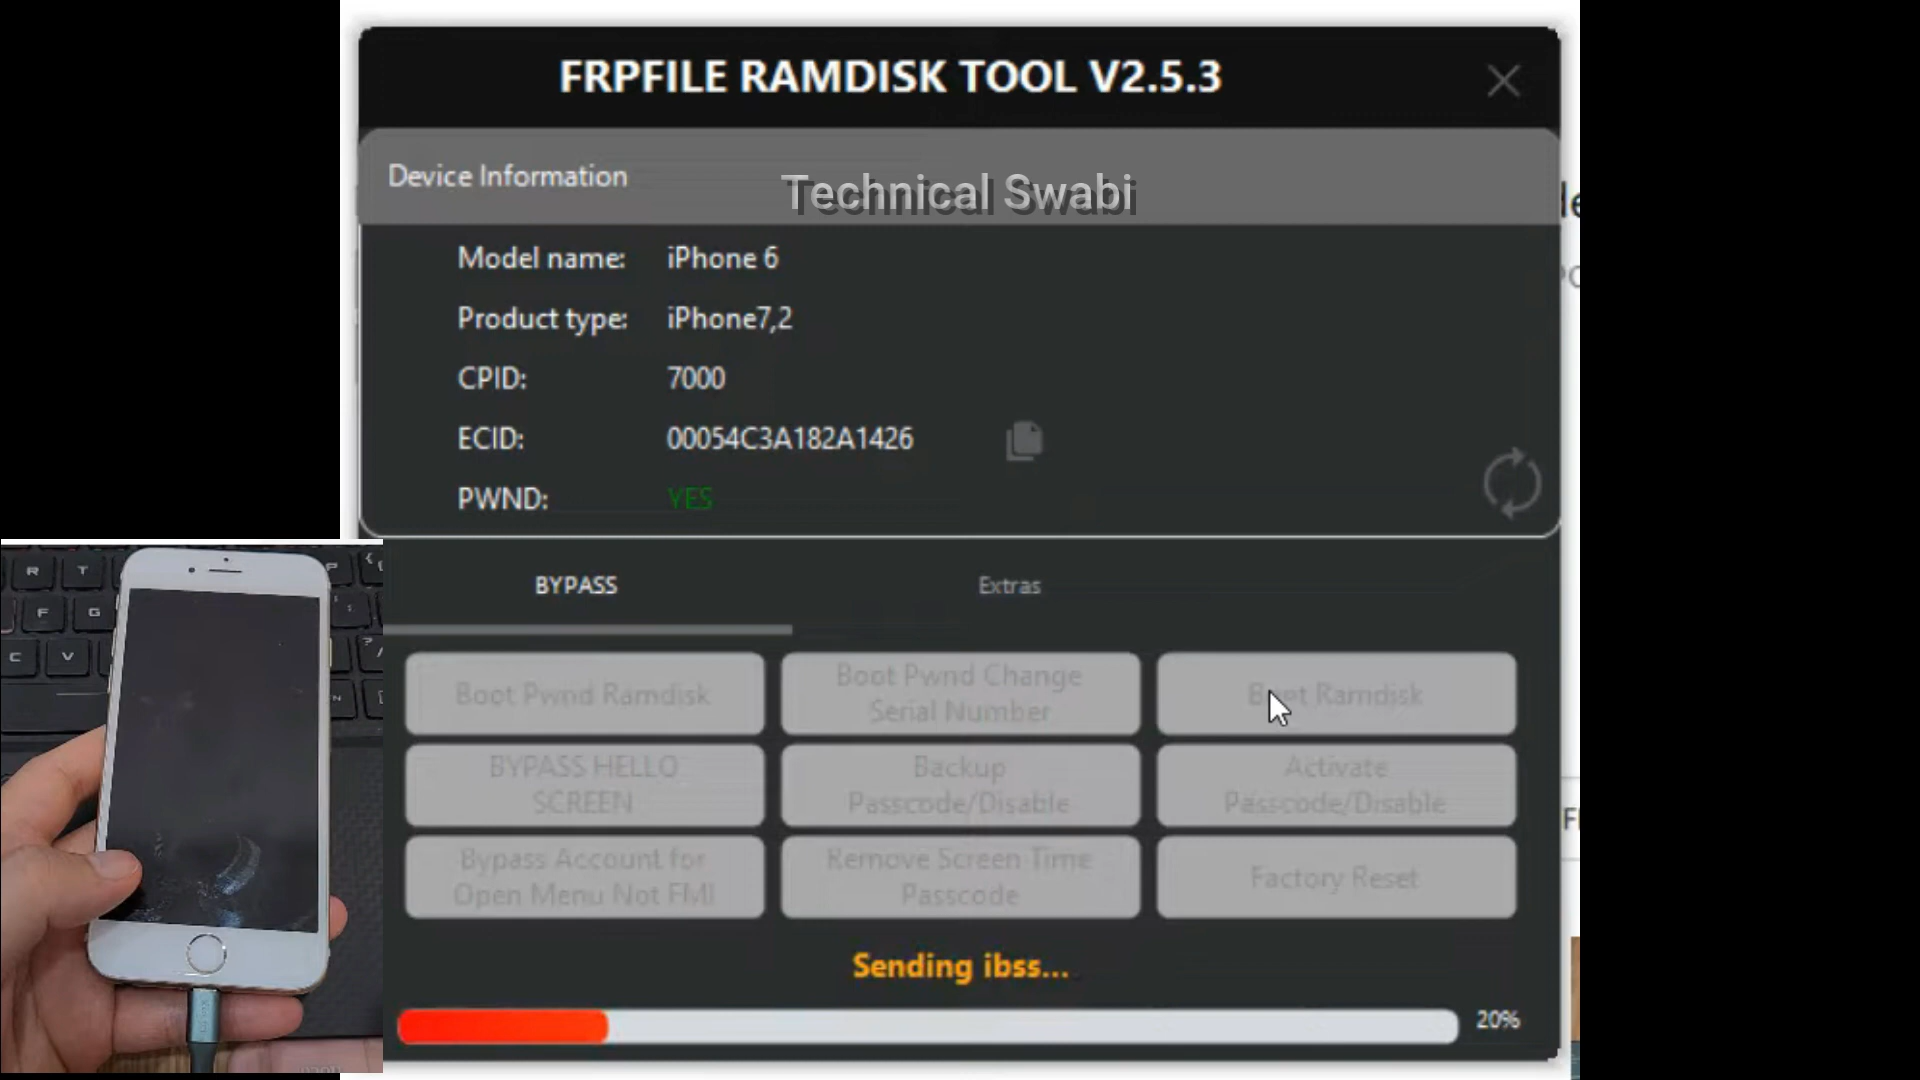 FRPFILE RAMDISK TOOL V2.5.3
Device Information
Technical Swabi
Model name: iPhone 6
Product type: iPhone7,2
CPID: 7000
ECID: 00054C3A182A1426
PWND: YES
BYPASS Extras
Boot Pwnd Ramdisk
Boot Pwnd Change
Serial Number
Boot Ramdisk
BYPASS HELLO
SCREEN
Backup
Passcode/Disable
Activate
Passcode/Disable
Bypass Account for
Open Menu Not FMI
Remove Screen Time
Passcode
Factory Reset
Sending ibss...
20%
R T P
F G
C V